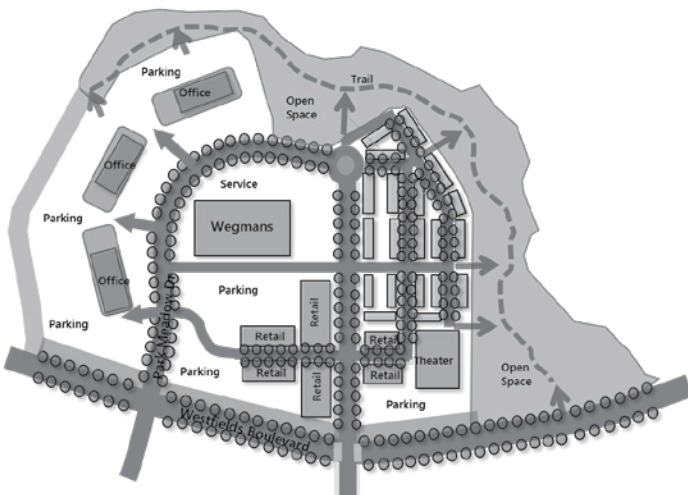 Parking
Trail
Office
Open
Space
Office
Service
Parking
Wegmans
Office
Parking
Retail
Parking
Park Meadow Dr
Retail
Retail
Retail
Parking
Retail
Retail
Theater
Open
Space
Parking
Westfields Boulevard